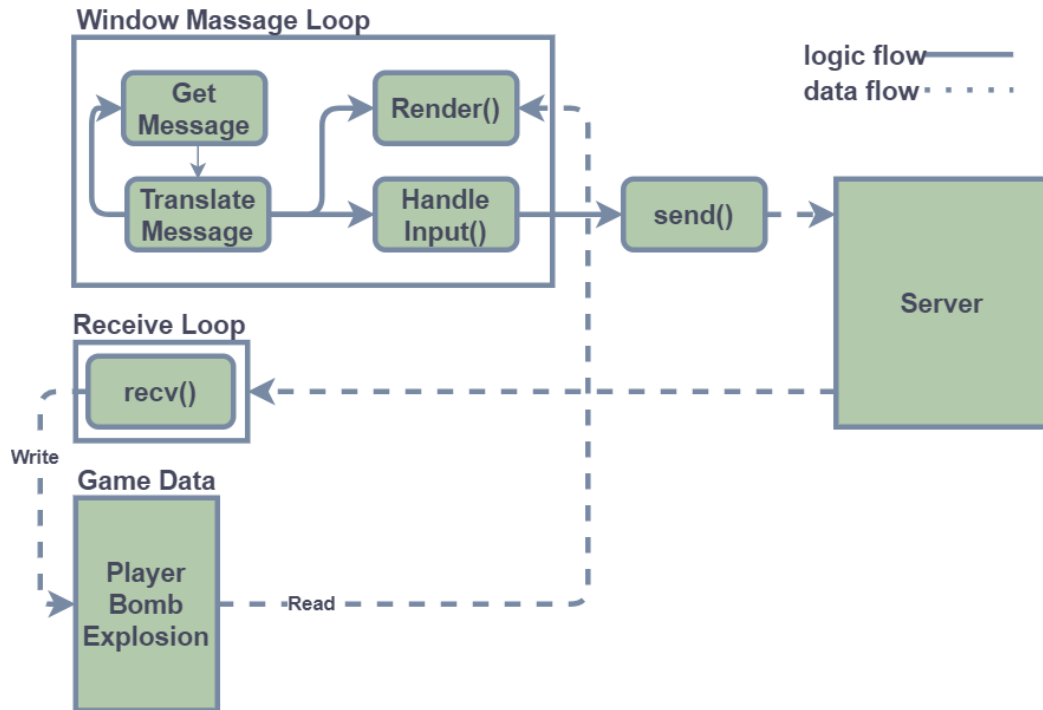 Window Massage Loop
logic flow
data flow
Get
Message
Render()
Translate
Message
Handle
Input()
send()
Server
Receive Loop
recv()
Write
Game Data
Player
Bomb
Explosion
Read